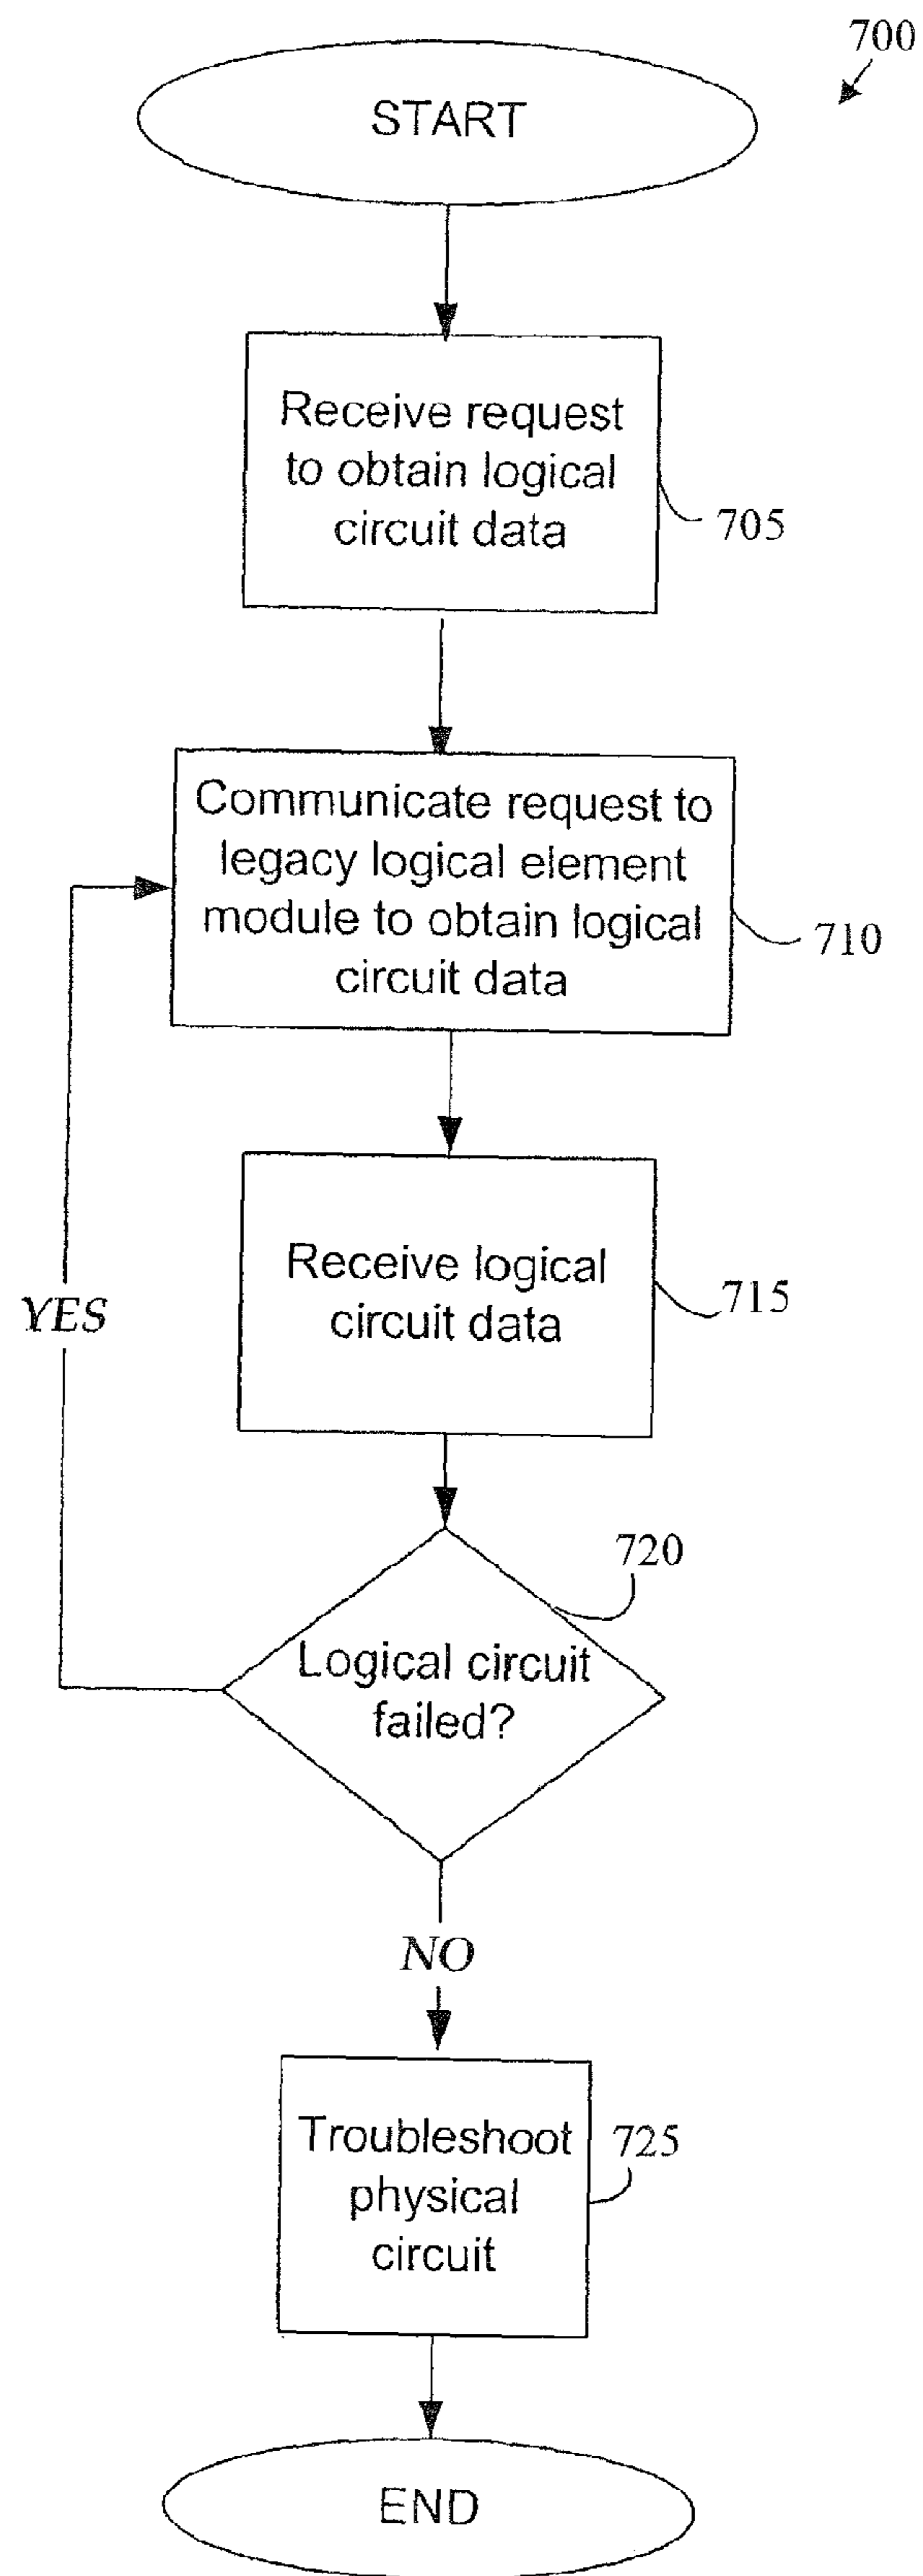 700
START
Receive request
to obtain logical
circuit data
705
Communicate request to
legacy logical element
module to obtain logical
circuit data
710
Receive logical
circuit data
715
YES
720
Logical circuit
failed?
NO
Troubleshoot
physical
circuit
725
END